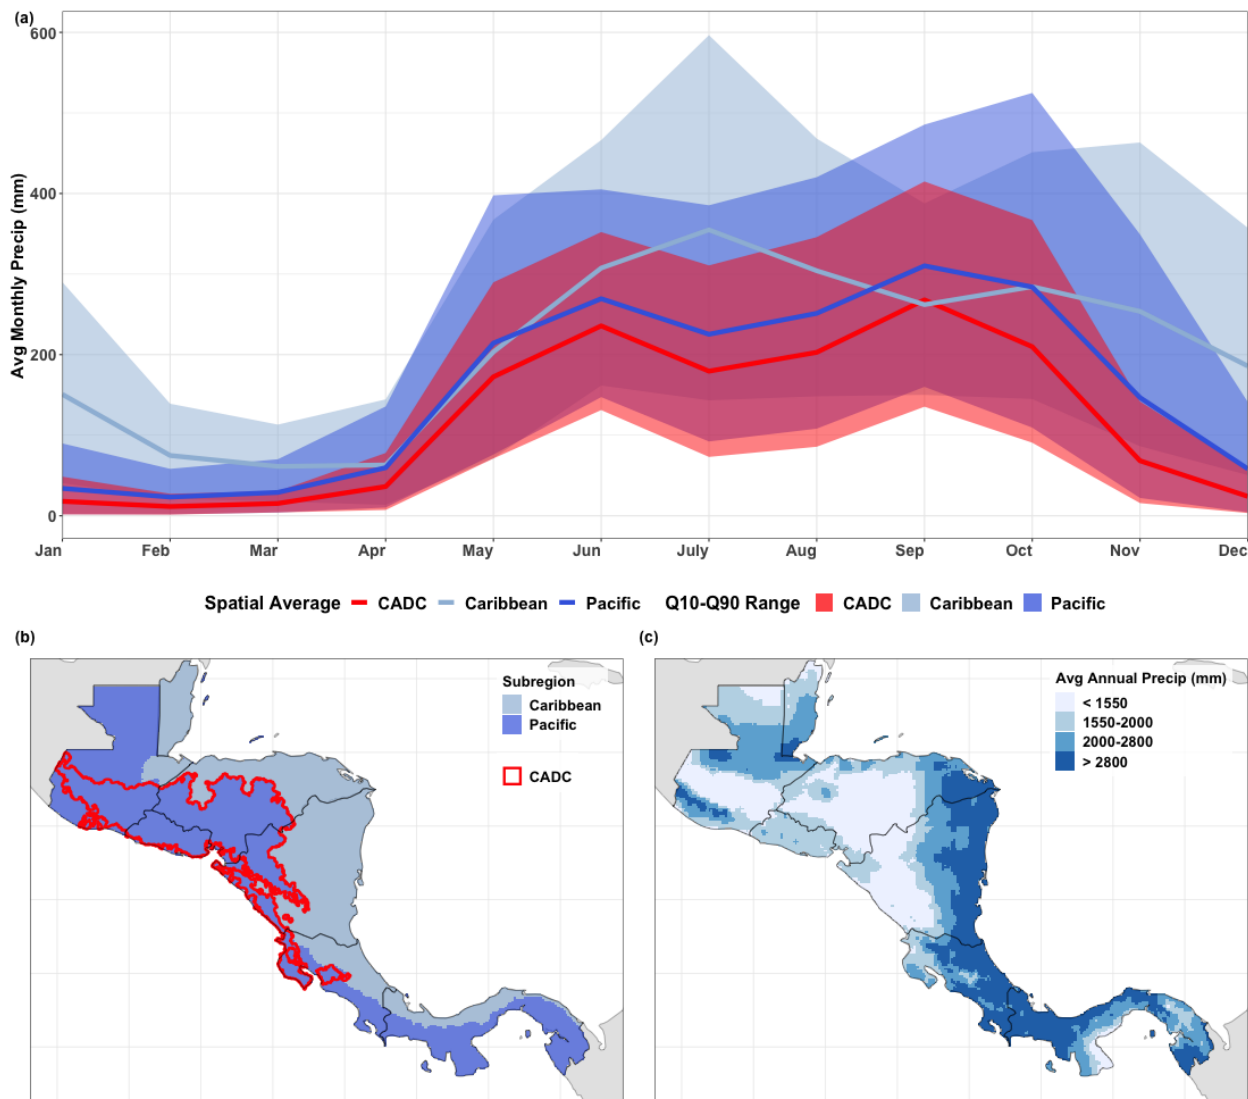 (a)
600
400
200
0
Avg Monthly Precip (mm)
Jan Feb Mar Apr May Jun July Aug Sep Oct Nov Dec
Spatial Average CADC Caribbean Pacific Q10-Q90 Range CADC Caribbean Pacific
(b)
Subregion
Caribbean
Pacific
CADC
(c)
Avg Annual Precip (mm)
< 1550
1550-2000
2000-2800
> 2800